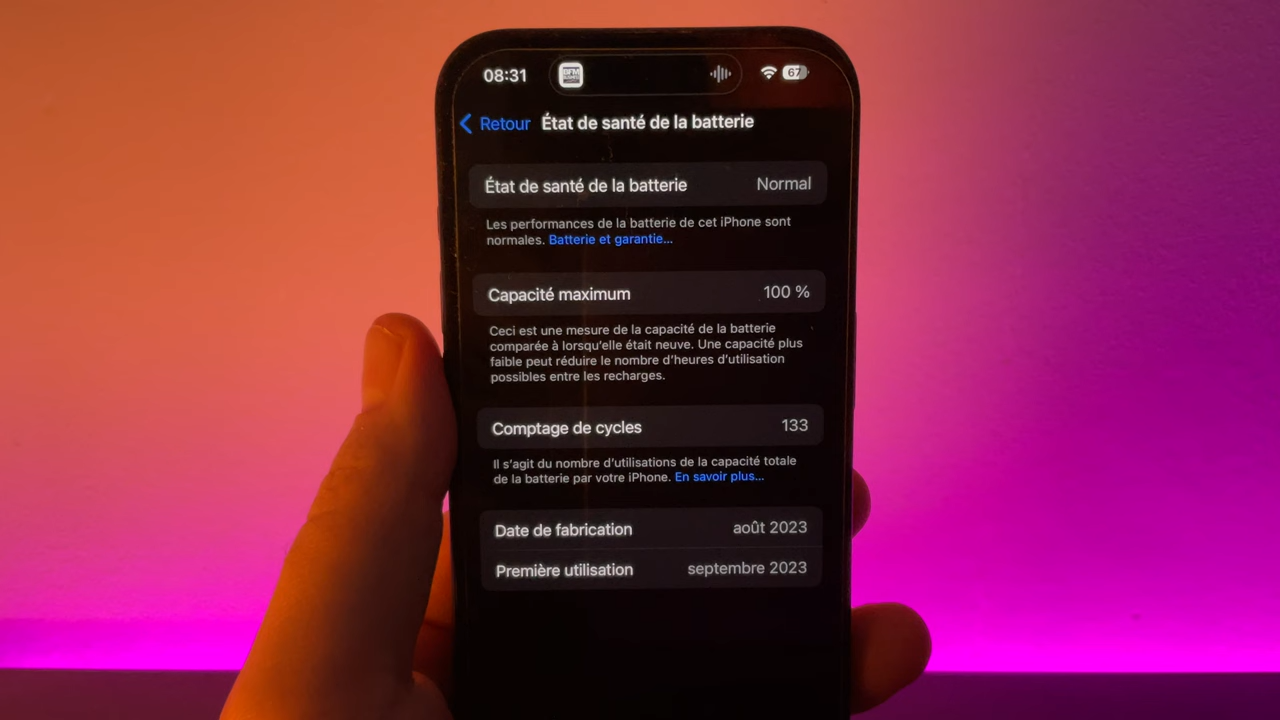 08:31
BFM
BUSINESS
67
Retour
État de santé de la batterie
État de santé de la batterie
Normal
Les performances de la batterie de cet iPhone sont
normales. Batterie et garantie...
Capacité maximum
100 %
Ceci est une mesure de la capacité de la batterie
comparée à lorsqu'elle était neuve. Une capacité plus
faible peut réduire le nombre d'heures d'utilisation
possibles entre les recharges.
Comptage de cycles
133
Il s'agit du nombre d'utilisations de la capacité totale
de la batterie par votre iPhone. En savoir plus...
Date de fabrication
août 2023
Première utilisation
septembre 2023